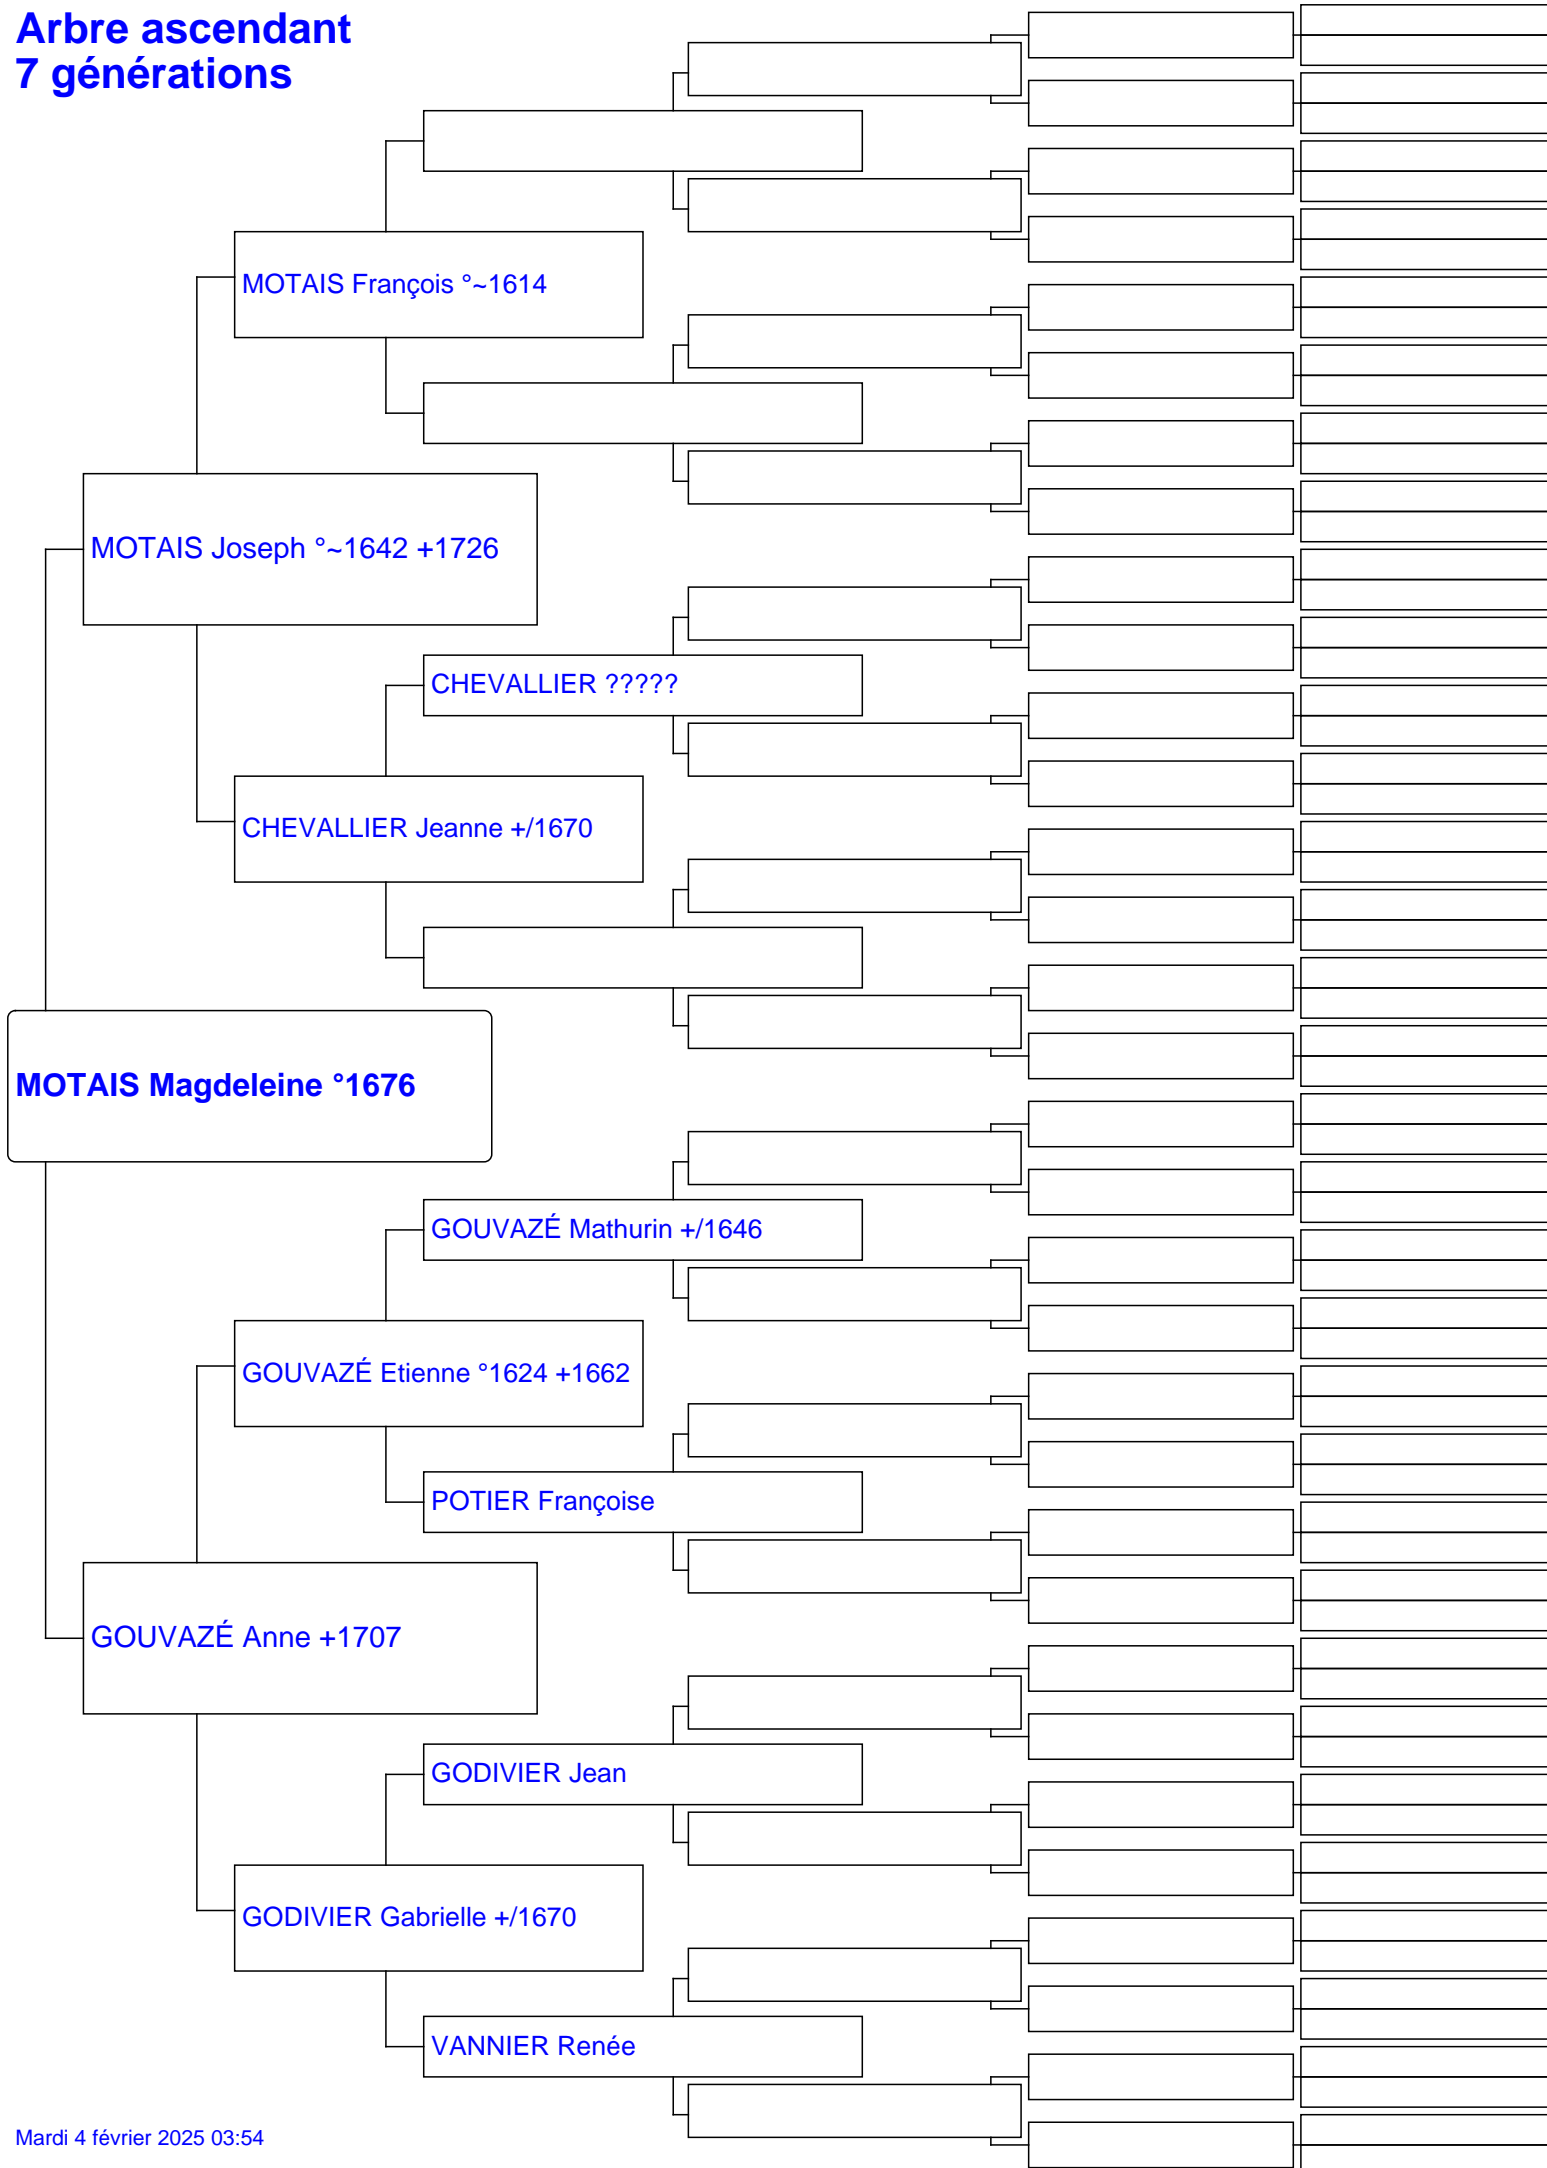 Arbre ascendant
7 générations
MOTAIS François °~1614
MOTAIS Joseph °~1642 +1726
CHEVALLIER ?????
CHEVALLIER Jeanne +/1670
MOTAIS Magdeleine °1676
GOUVAZÉ Mathurin +/1646
GOUVAZÉ Etienne °1624 +1662
POTIER Françoise
GOUVAZÉ Anne +1707
GODIVIER Jean
GODIVIER Gabrielle +/1670
VANNIER Renée
Mardi 4 février 2025 03:54